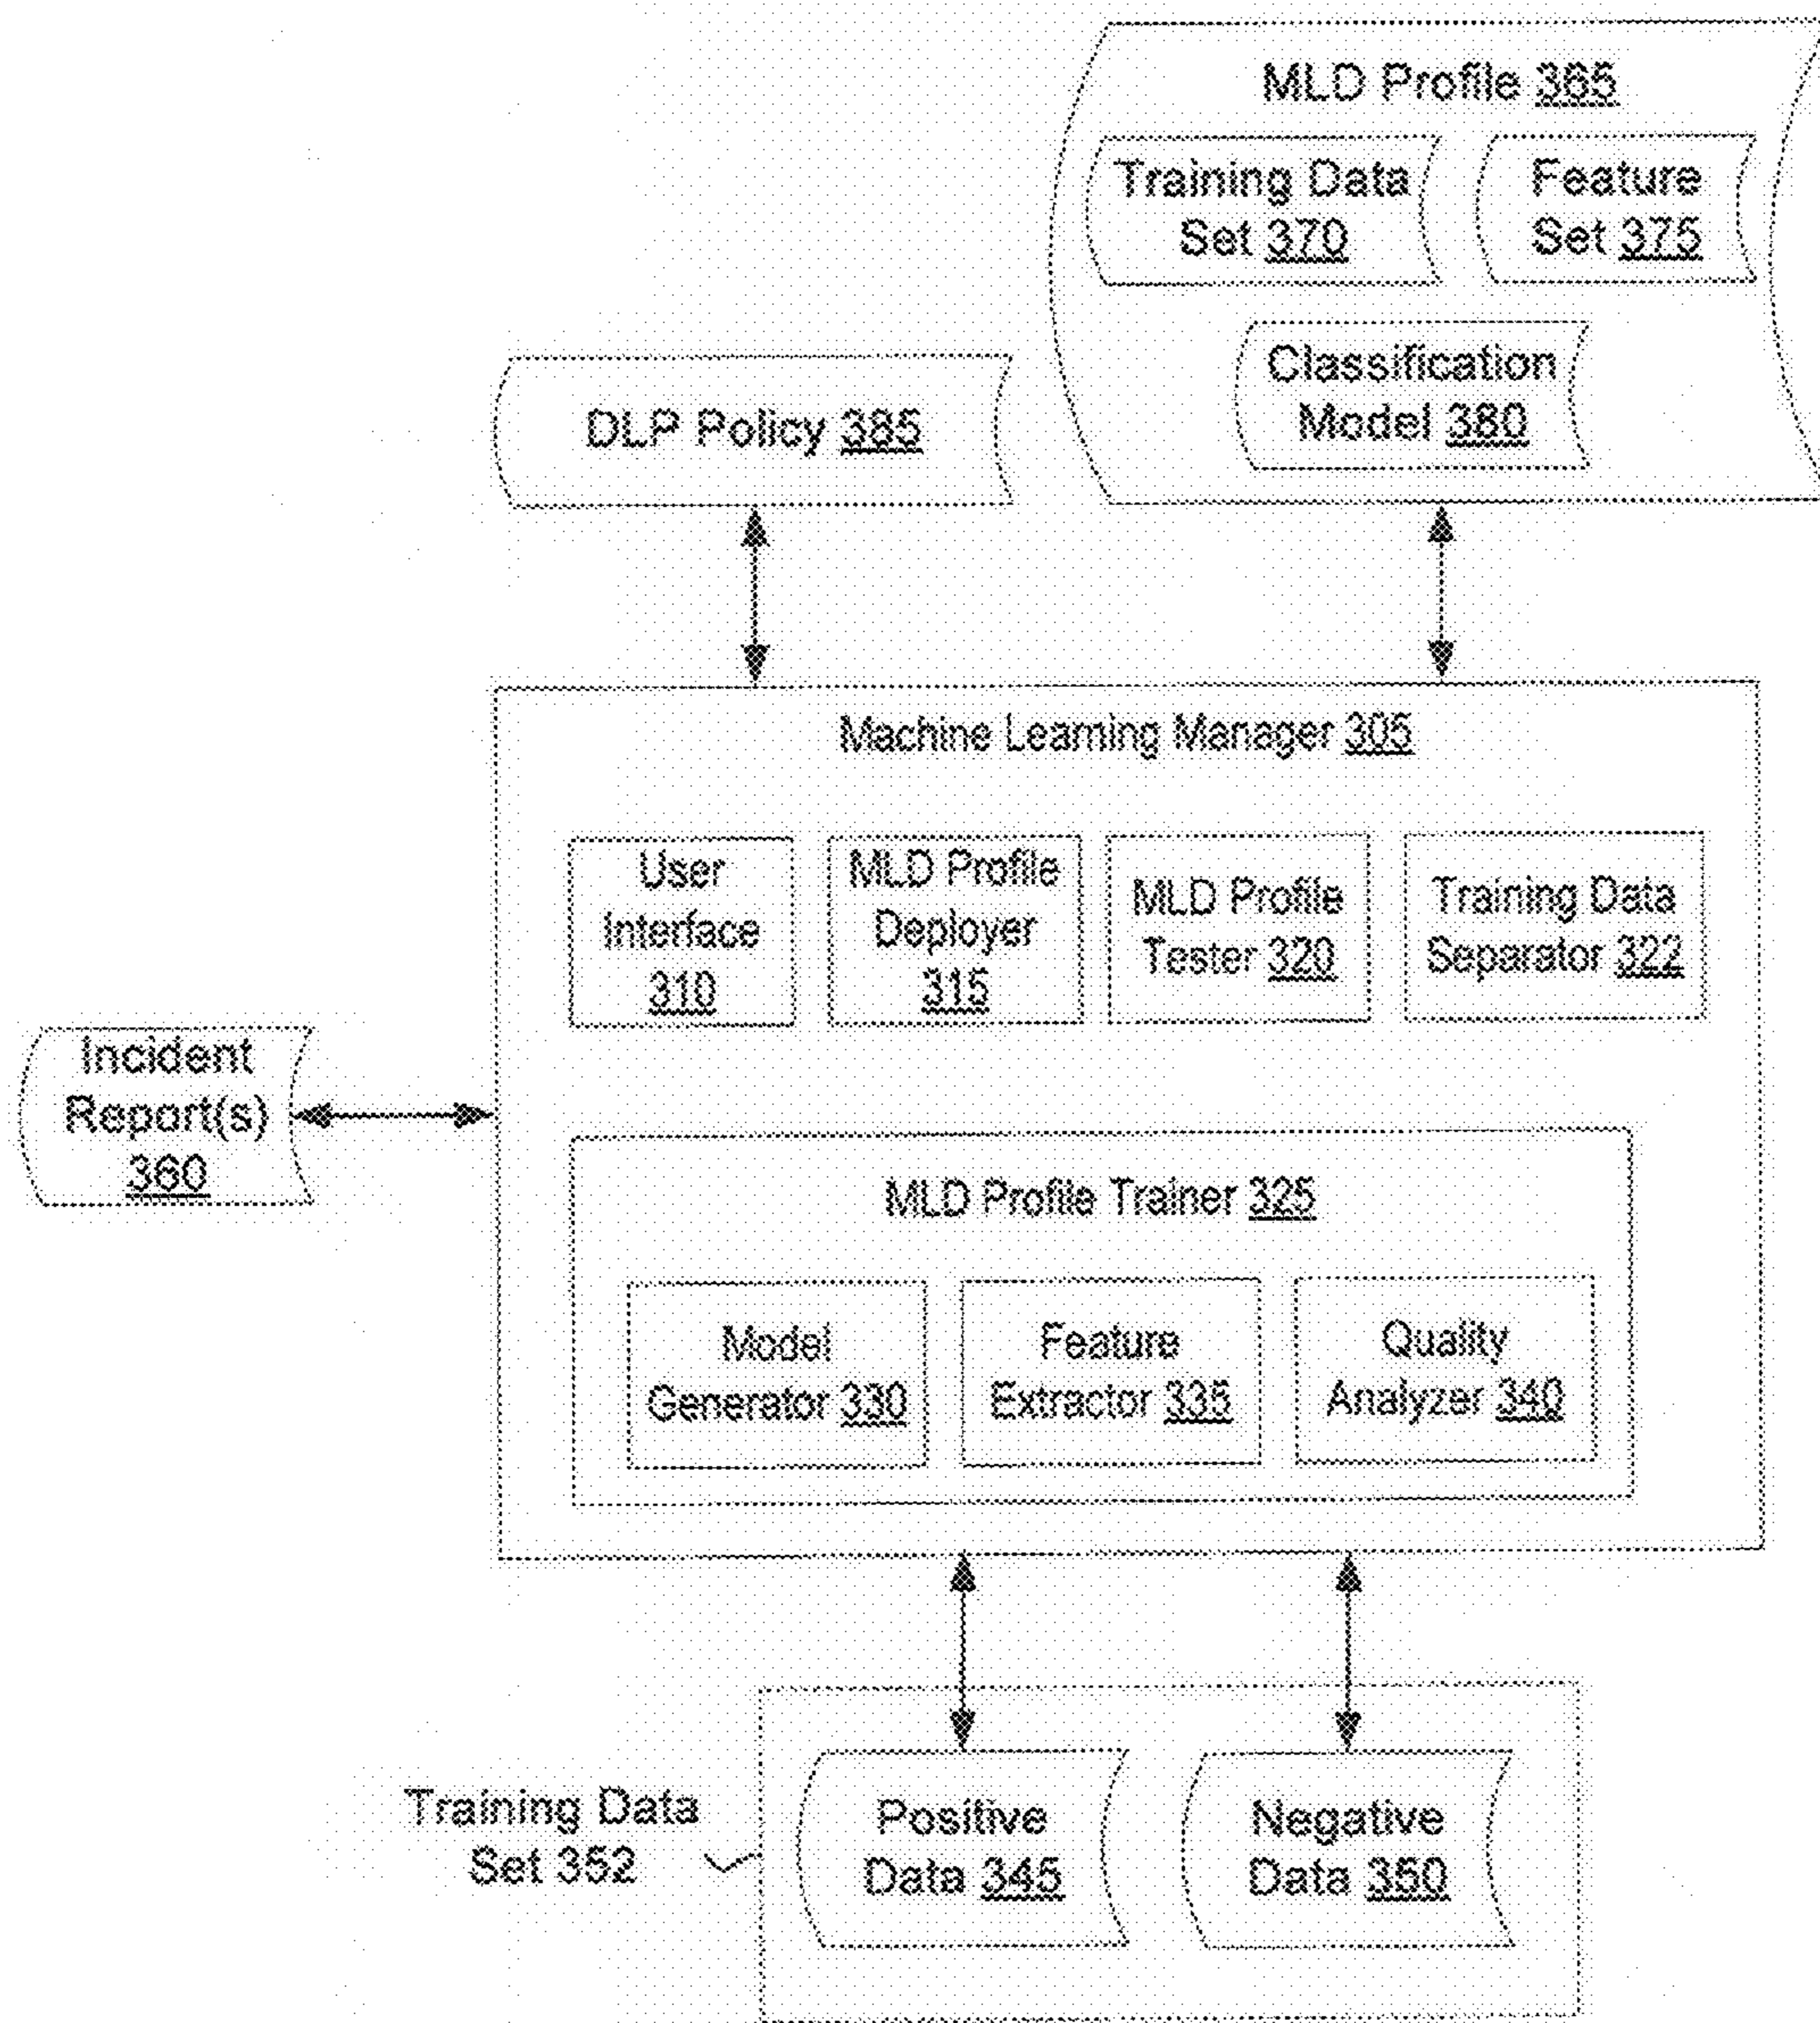 MLD Profile 365
Training Data
Set 370
Feature
Set 375
Classification
Model 380
DLP Policy 385
Machine Learning Manager 305
User
Interface
310
MLD Profile
Deployer
315
MLD Profile
Tester 320
Training Data
Separator 322
Incident
Report(s)
360
MLD Profile Trainer 325
Model
Generator 330
Feature
Extractor 335
Quality
Analyzer 340
Training Data
Set 352
Positive
Data 345
Negative
Data 350